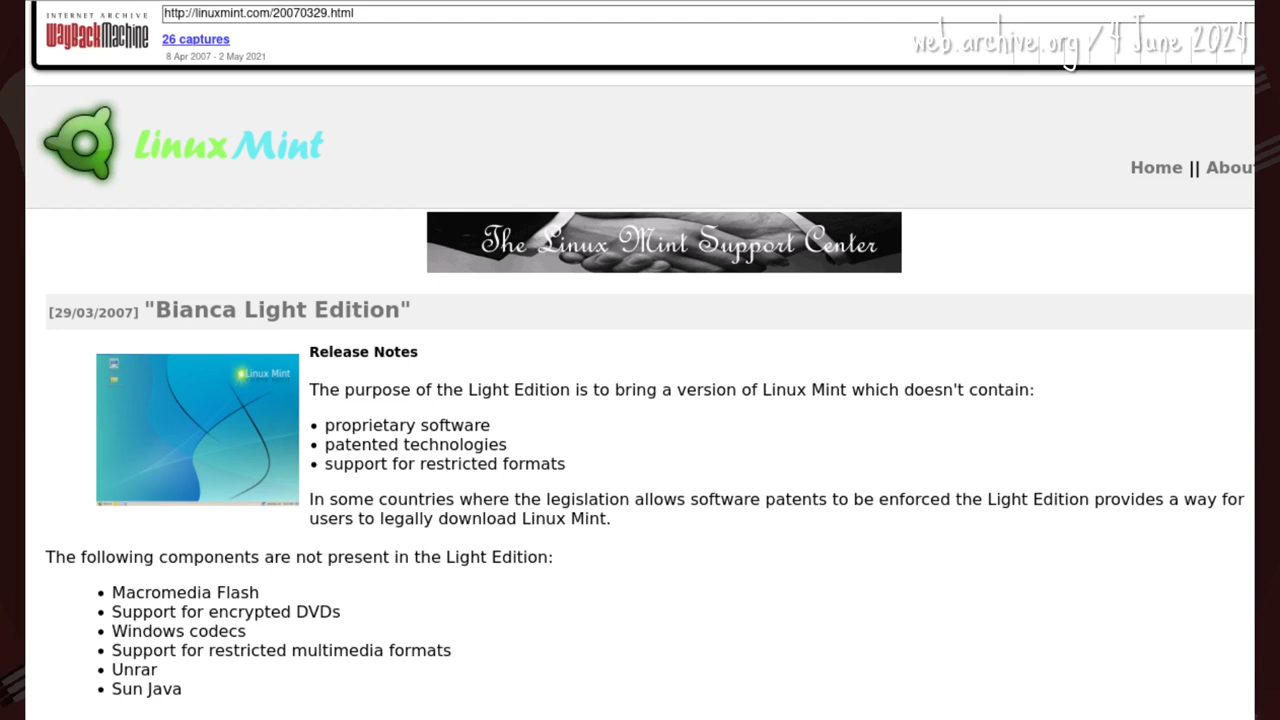 INTERNET ARCHIVE
WayBackMachine
http://linuxmint.com/20070329.html
26 captures
8 Apr 2007 - 2 May 2021
web.archive.org / 4 June 2024
Linux Mint
Home || About
The Linux Mint Support Center
[29/03/2007] "Bianca Light Edition"
Linux Mint
Release Notes
The purpose of the Light Edition is to bring a version of Linux Mint which doesn't contain:
• proprietary software
• patented technologies
• support for restricted formats
In some countries where the legislation allows software patents to be enforced the Light Edition provides a way for
users to legally download Linux Mint.
The following components are not present in the Light Edition:
• Macromedia Flash
• Support for encrypted DVDs
• Windows codecs
• Support for restricted multimedia formats
• Unrar
• Sun Java